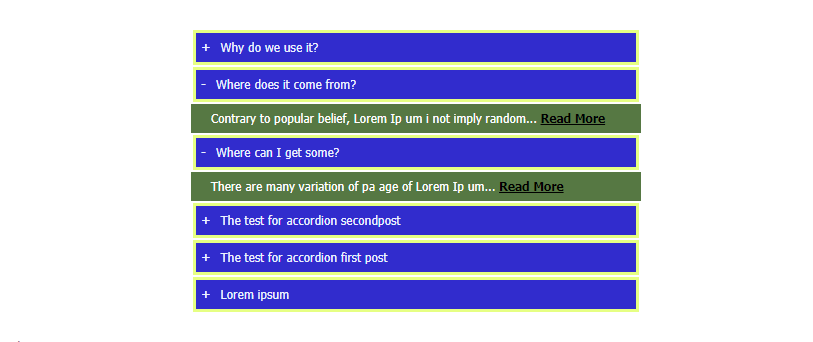 + Why do we use it?
- Where does it come from?
Contrary to popular belief, Lorem Ip um i not imply random... Read More
- Where can I get some?
There are many variation of pa age of Lorem Ip um... Read More
+ The test for accordion secondpost
+ The test for accordion first post
+ Lorem ipsum